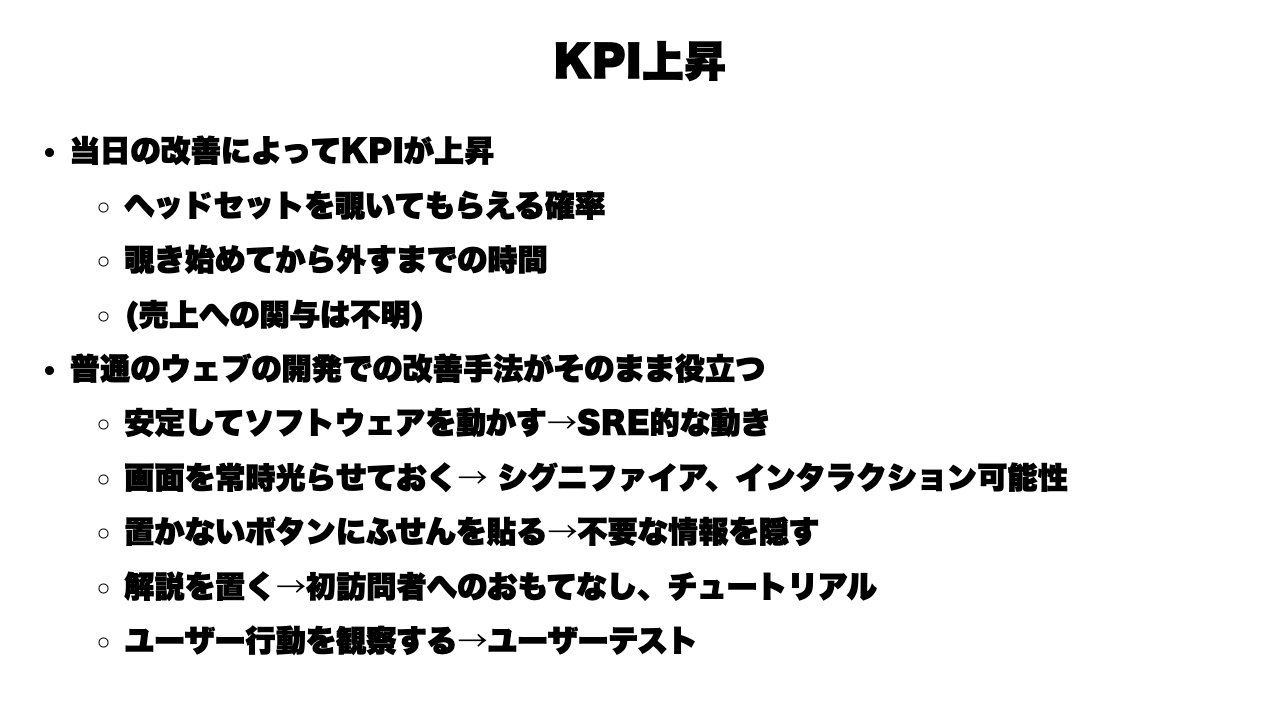 KPI上昇
• 当日の改善によってKPIが上昇
◦ ヘッドセットを覗いてもらえる確率
◦ 覗き始めてから外すまでの時間
◦ (売上への関与は不明)
• 普通のウェブの開発での改善手法がそのまま役立つ
◦ 安定してソフトウェアを動かす→SRE的な動き
◦ 画面を常時光らせておく→ シグニファイア、インタラクション可能性
◦ 置かないボタンにふせんを貼る→不要な情報を隠す
◦ 解説を置く→初訪問者へのおもてなし、チュートリアル
◦ ユーザー行動を観察する→ユーザーテスト